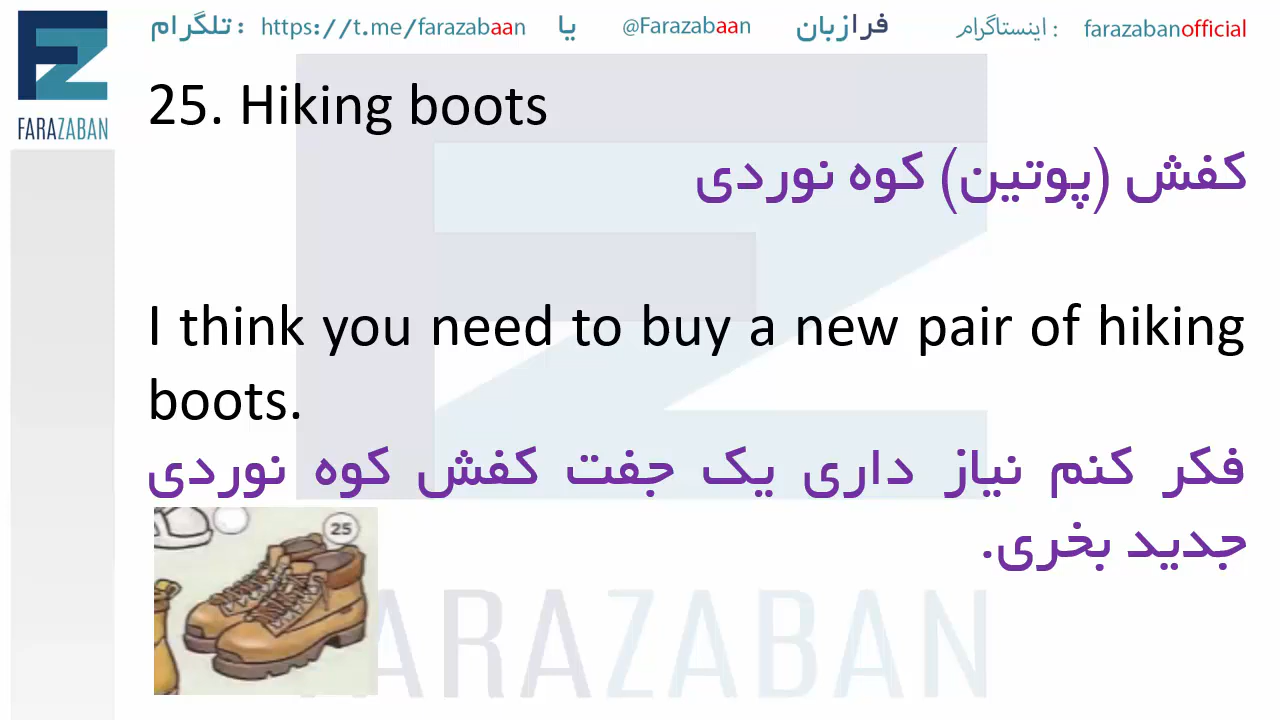 تلگرام : https://t.me/farazabaan یا @Farazabaan فرازبان اینستاگرام : farazabanofficial
FARAZABAN
25. Hiking boots
کفش (پوتین) کوه نوردی
I think you need to buy a new pair of hiking
boots.
فکر کنم نیاز داری یک جفت کفش کوه نوردی
جدید بخری.
25
FARAZABAN